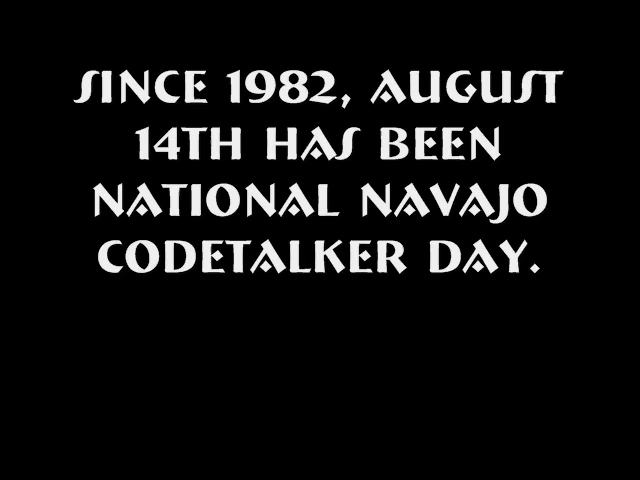 SINCE 1982, AUGUST
14TH HAS BEEN
NATIONAL NAVAJO
CODETALKER DAY.